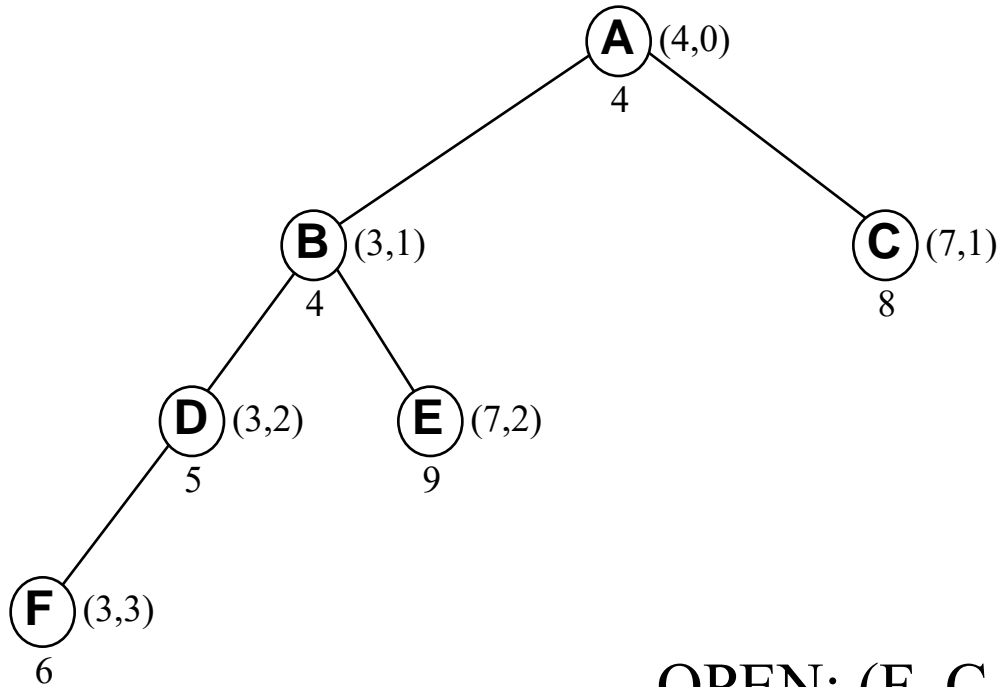 A (4,0)
4
B (3,1)
4
C (7,1)
8
D (3,2)
5
E (7,2)
9
F (3,3)
6
OPEN: